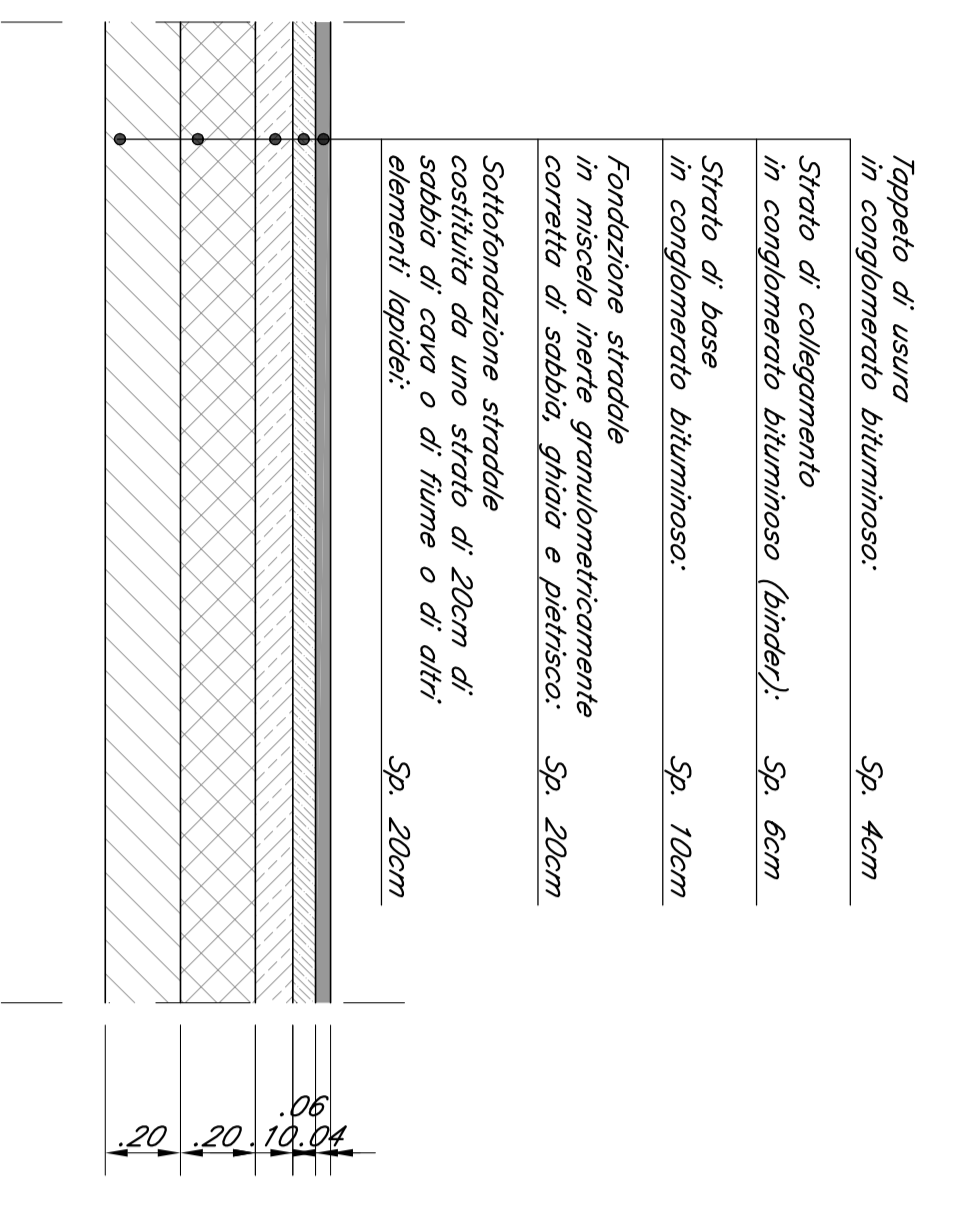 Tappeto di usura
in conglomerato bituminoso: Sp. 4cm
Strato di collegamento
in conglomerato bituminoso (binder): Sp. 6cm
Strato di base
in conglomerato bituminoso: Sp. 10cm
Fondazione stradale
in miscela inerte granulometricamente
corretta di sabbia, ghiaia e pietrisco: Sp. 20cm
Sottofondazione stradale
costituita da uno strato di 20cm di
sabbia di cava o di fiume o di altri
elementi lapidei: Sp. 20cm
.06
.20 .20 .10 .04